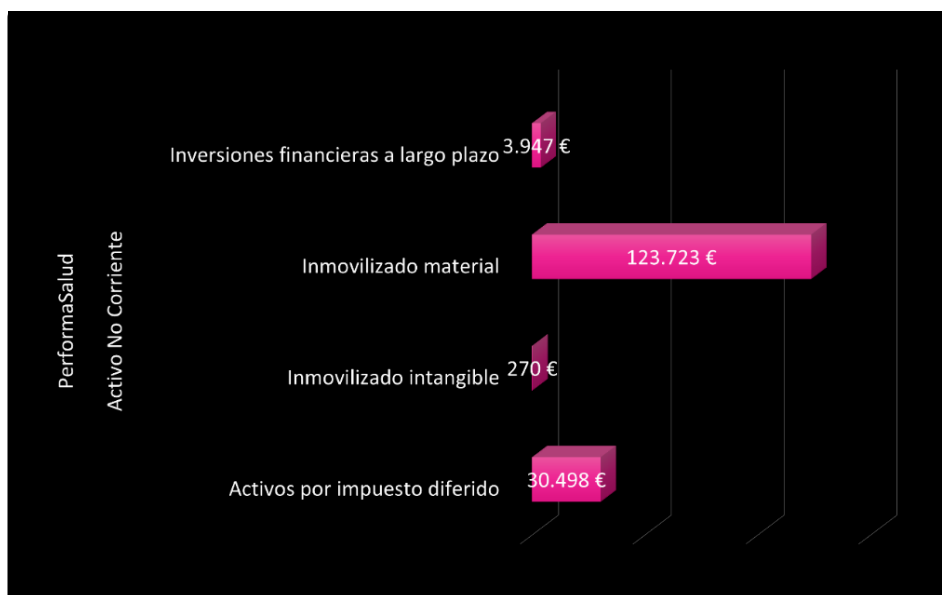 Inversiones financieras a largo plazo 3.947 €
Inmovilizado material 123.723 €
Inmovilizado intangible 270 €
Activos por impuesto diferido 30.498 €
PerformaSalud
Activo No Corriente